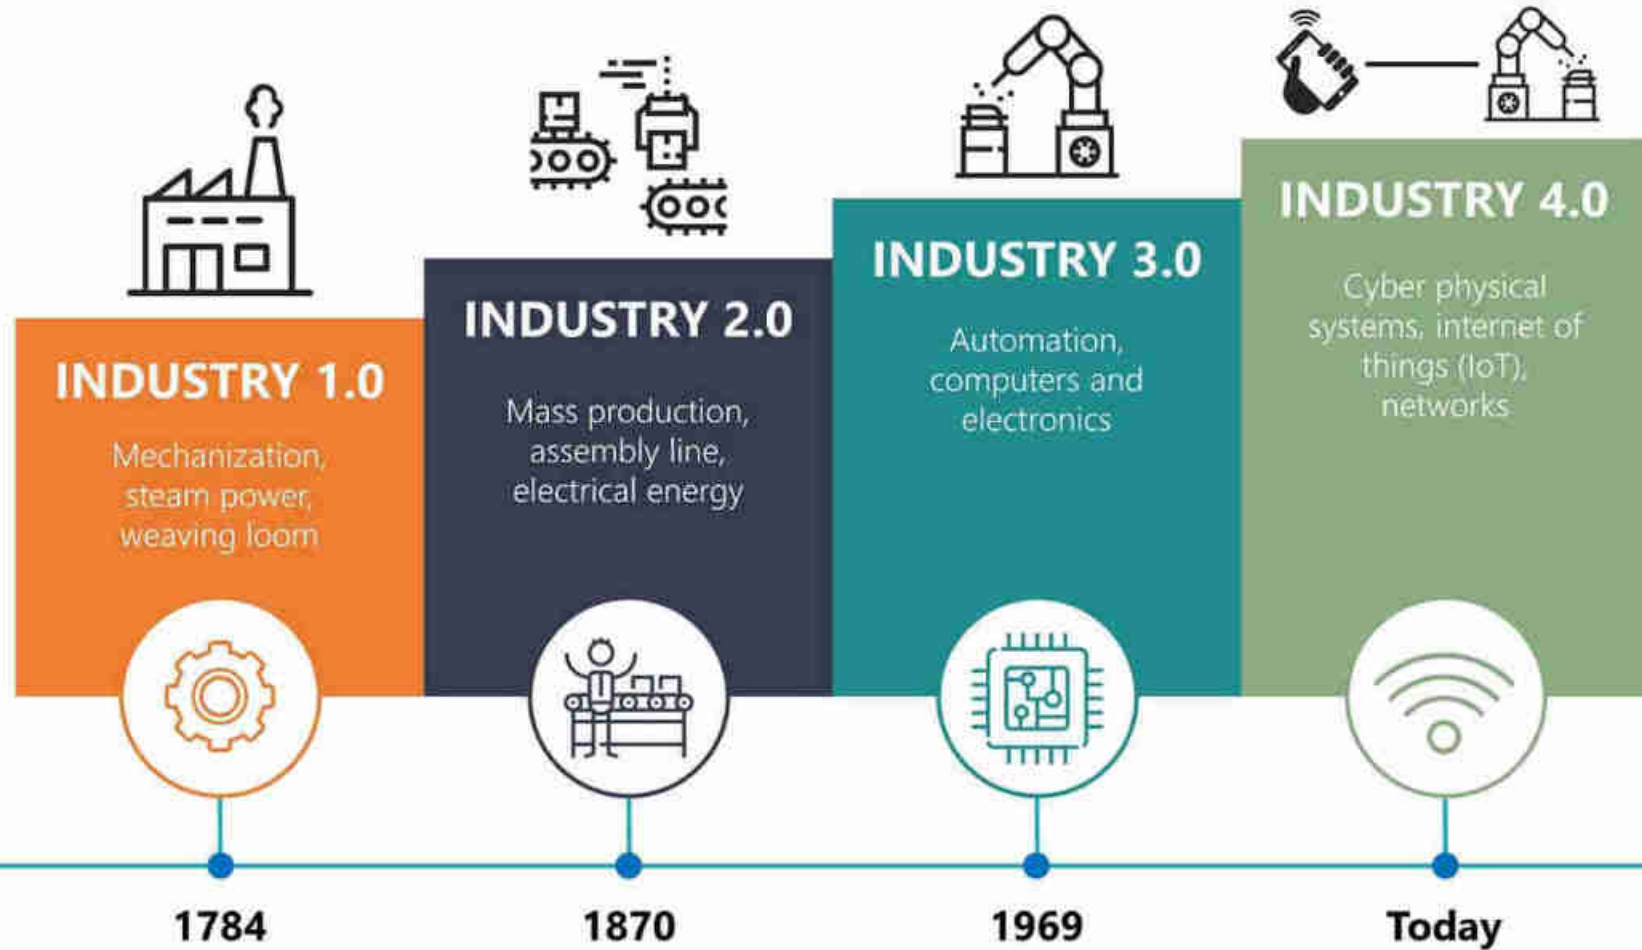 INDUSTRY 1.0
Mechanization,
steam power,
weaving loom
INDUSTRY 2.0
Mass production,
assembly line,
electrical energy
INDUSTRY 3.0
Automation,
computers and
electronics
INDUSTRY 4.0
Cyber physical
systems, internet of
things (IoT),
networks
1784
1870
1969
Today